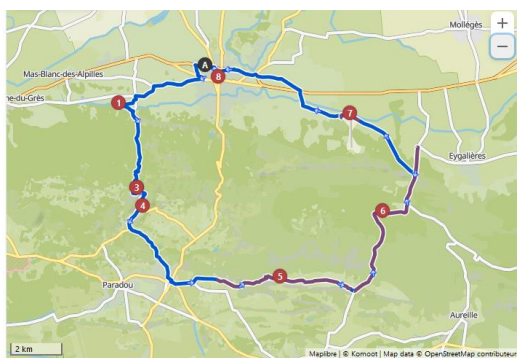 Mollégès
+
−
A
8
Mas-Blanc-des-Alpilles
1
ne-du-Grès
7
Eygalières
3
4
6
5
Paradou
Aureille
2 km
Maplibre | © Komoot | Map data © OpenStreetMap contributeur